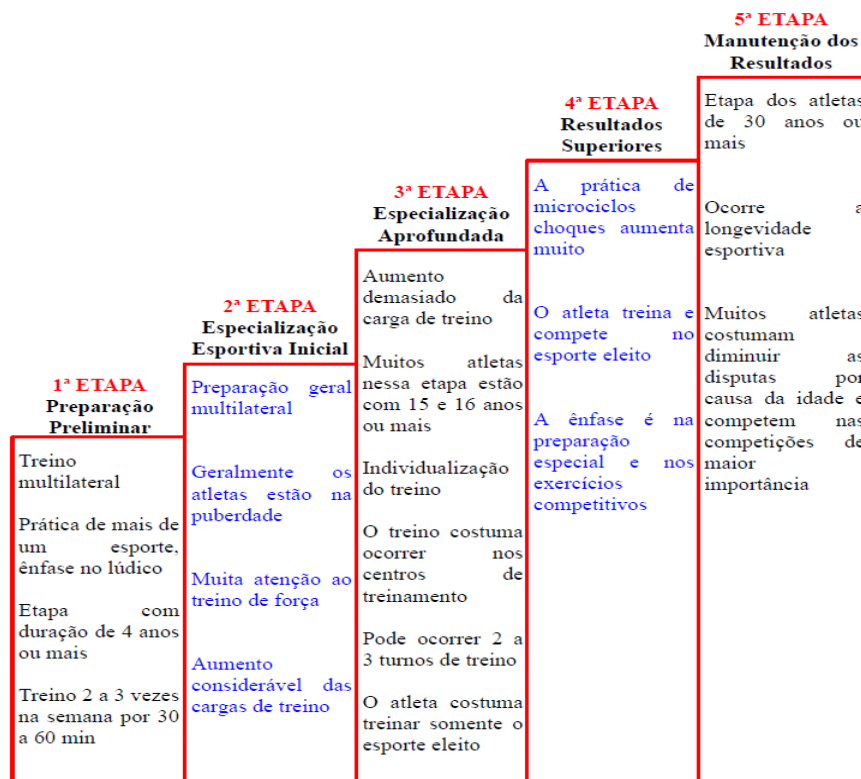 1ª ETAPA
Preparação
Preliminar
Treino
multilateral
Prática de mais de
um esporte,
ênfase no lúdico
Etapa com
duração de 4 anos
ou mais
Treino 2 a 3 vezes
na semana por 30
a 60 min
2ª ETAPA
Especialização
Esportiva Inicial
Preparação geral
multilateral
Geralmente os
atletas estão na
puberdade
Muita atenção ao
treino de força
Aumento
considerável das
cargas de treino
3ª ETAPA
Especialização
Aprofundada
Aumento
demasiado da
carga de treino
Muitos atletas
nessa etapa estão
com 15 e 16 anos
ou mais
Individualização
do treino
O treino costuma
ocorrer nos
centros de
treinamento
Pode ocorrer 2 a
3 turnos de treino
O atleta costuma
treinar somente o
esporte eleito
4ª ETAPA
Resultados
Superiores
A prática de
microciclos
choques aumenta
muito
O atleta treina e
compete no
esporte eleito
A ênfase é na
preparação
especial e nos
exercícios
competitivos
5ª ETAPA
Manutenção dos
Resultados
Etapa dos atletas
de 30 anos ou
mais
Ocorre a
longevidade
esportiva
Muitos atletas
costumam
diminuir as
disputas por
causa da idade e
competem nas
competições de
maior
importância